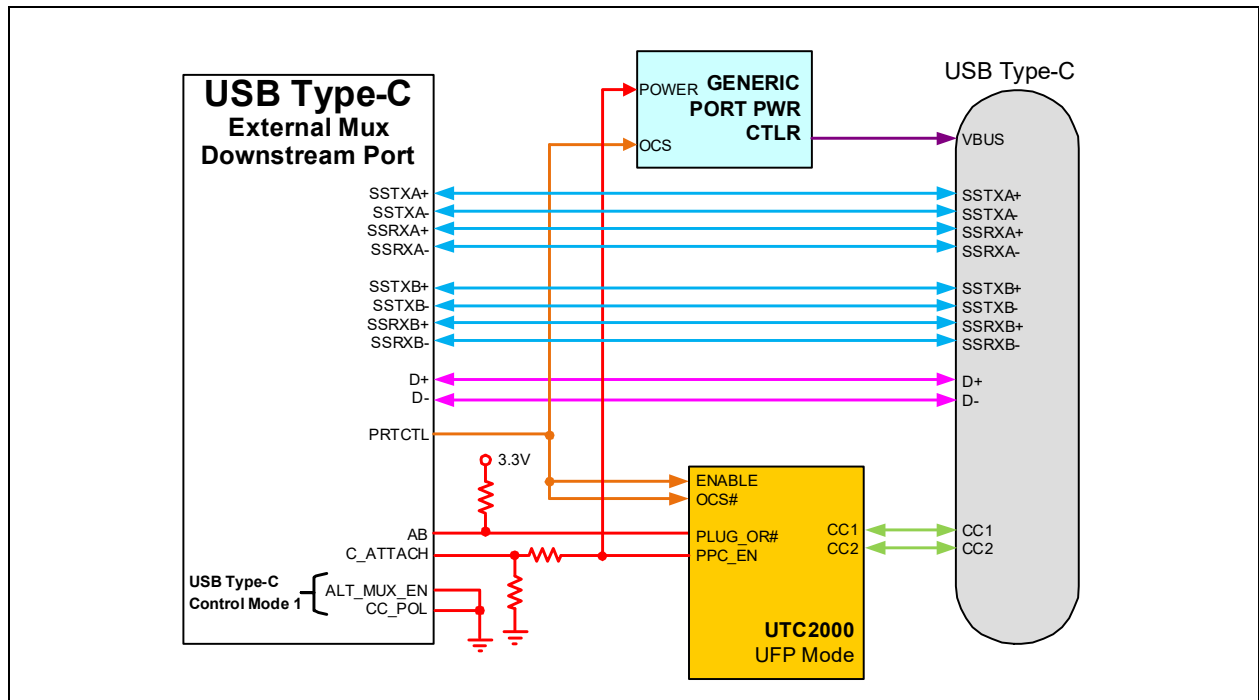 USB Type-C
External Mux
Downstream Port
SSTXA+
SSTXA-
SSRXA+
SSRXA-
SSTXB+
SSTXB-
SSRXB+
SSRXB-
D+
D-
PRTCTL
3.3V
AB
C_ATTACH
USB Type-C
Control Mode 1
ALT_MUX_EN
CC_POL
POWER
GENERIC
PORT PWR
CTLR
OCS
ENABLE
OCS#
PLUG_OR#
PPC_EN
CC1
CC2
UTC2000
UFP Mode
USB Type-C
VBUS
SSTXA+
SSTXA-
SSRXA+
SSRXA-
SSTXB+
SSTXB-
SSRXB+
SSRXB-
D+
D-
CC1
CC2